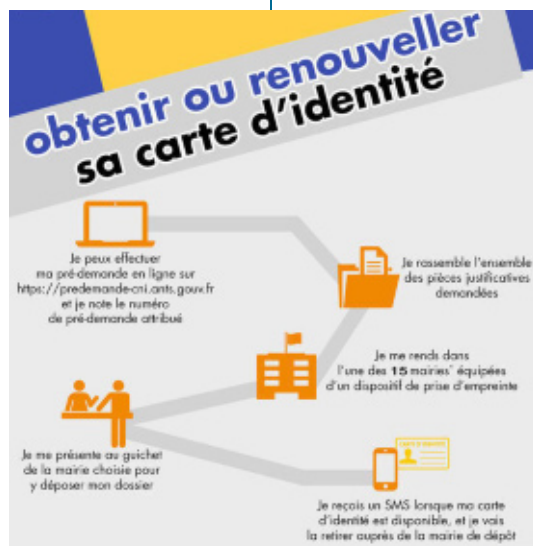 obtenir ou renouveller
sa carte d'identité
Je peux effectuer
ma pré-demande en ligne sur
https://predemande-cni.ants.gouv.fr
et je note le numéro
de pré-demande attribué
Je rassemble l'ensemble
des pièces justificatives
demandées
Je me rends dans
l'une des 15 mairies* équipées
d'un dispositif de prise d'empreinte
Je me présente au guichet
de la mairie choisie pour
y déposer mon dossier
CARTE D'IDENTITÉ
Je reçois un SMS lorsque ma carte
d'identité est disponible, et je vais
la retirer auprès de la mairie de dépôt